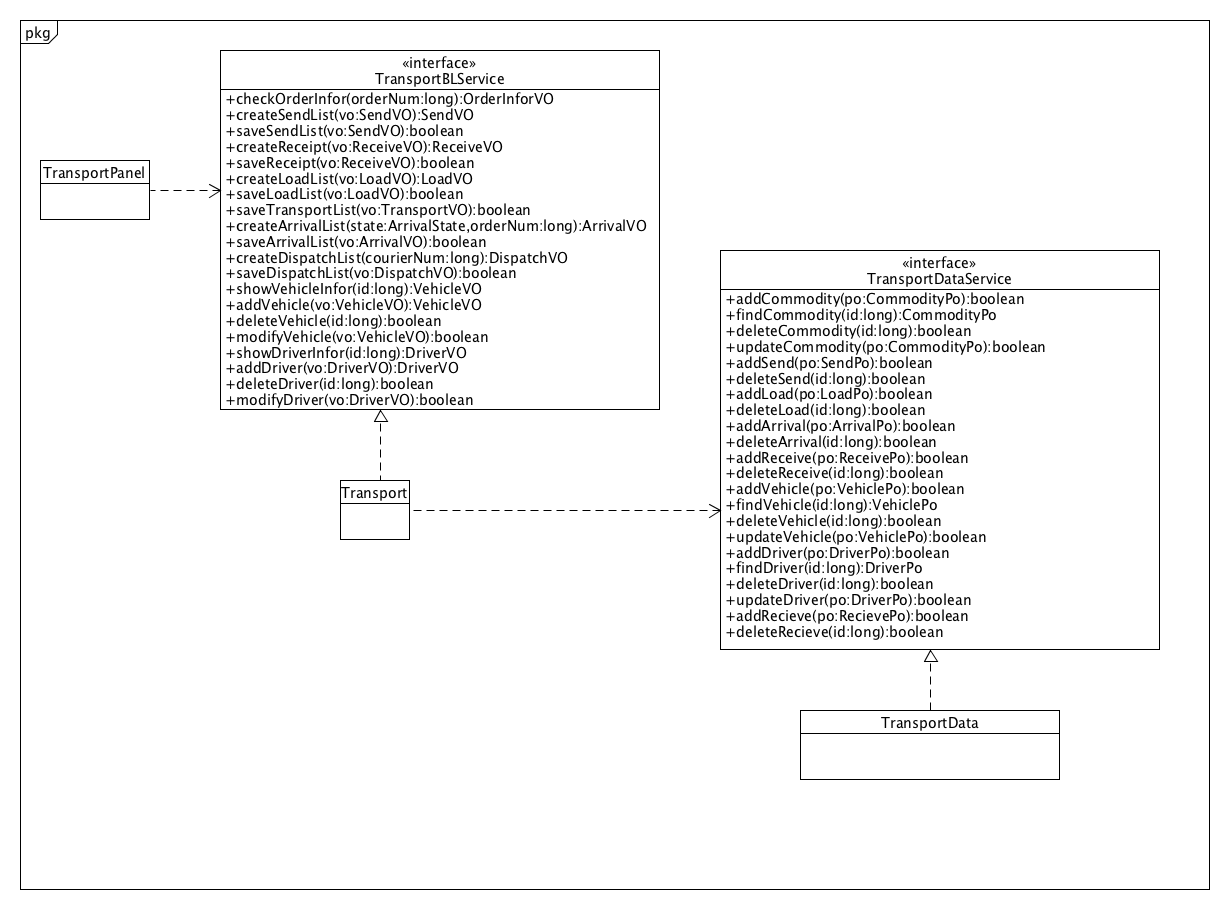 pkg
«interface»
TransportBLService
+checkOrderInfor(orderNum:long):OrderInforVO
+createSendList(vo:SendVO):SendVO
+saveSendList(vo:SendVO):boolean
+createReceipt(vo:ReceiveVO):ReceiveVO
+saveReceipt(vo:ReceiveVO):boolean
+createLoadList(vo:LoadVO):LoadVO
+saveLoadList(vo:LoadVO):boolean
+saveTransportList(vo:TransportVO):boolean
+createArrivalList(state:ArrivalState,orderNum:long):ArrivalVO
+saveArrivalList(vo:ArrivalVO):boolean
+createDispatchList(courierNum:long):DispatchVO
+saveDispatchList(vo:DispatchVO):boolean
+showVehicleInfor(id:long):VehicleVO
+addVehicle(vo:VehicleVO):VehicleVO
+deleteVehicle(id:long):boolean
+modifyVehicle(vo:VehicleVO):boolean
+showDriverInfor(id:long):DriverVO
+addDriver(vo:DriverVO):DriverVO
+deleteDriver(id:long):boolean
+modifyDriver(vo:DriverVO):boolean
TransportPanel
«interface»
TransportDataService
+addCommodity(po:CommodityPo):boolean
+findCommodity(id:long):CommodityPo
+deleteCommodity(id:long):boolean
+updateCommodity(po:CommodityPo):boolean
+addSend(po:SendPo):boolean
+deleteSend(id:long):boolean
+addLoad(po:LoadPo):boolean
+deleteLoad(id:long):boolean
+addArrival(po:ArrivalPo):boolean
+deleteArrival(id:long):boolean
+addReceive(po:ReceivePo):boolean
+deleteReceive(id:long):boolean
+addVehicle(po:VehiclePo):boolean
+findVehicle(id:long):VehiclePo
+deleteVehicle(id:long):boolean
+updateVehicle(po:VehiclePo):boolean
+addDriver(po:DriverPo):boolean
+findDriver(id:long):DriverPo
+deleteDriver(id:long):boolean
+updateDriver(po:DriverPo):boolean
+addRecieve(po:RecievePo):boolean
+deleteRecieve(id:long):boolean
Transport
TransportData